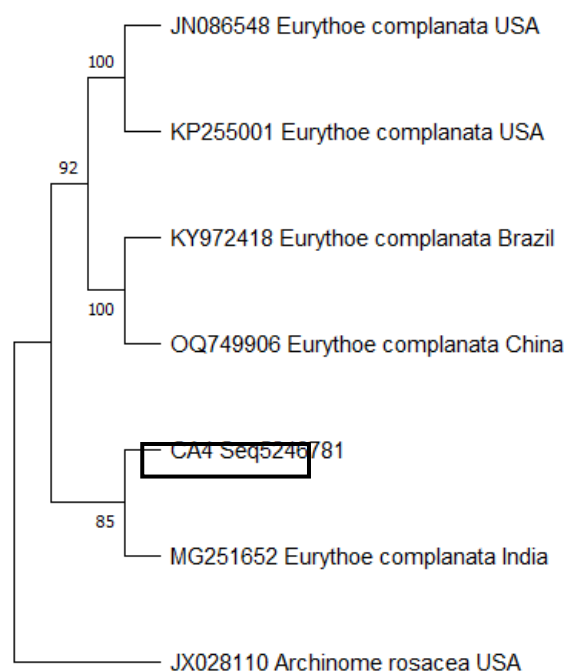 JN086548 Eurythoe complanata USA
100
KP255001 Eurythoe complanata USA
92
KY972418 Eurythoe complanata Brazil
100
OQ749906 Eurythoe complanata China
CA4 Seq5246781
85
MG251652 Eurythoe complanata India
JX028110 Archinome rosacea USA